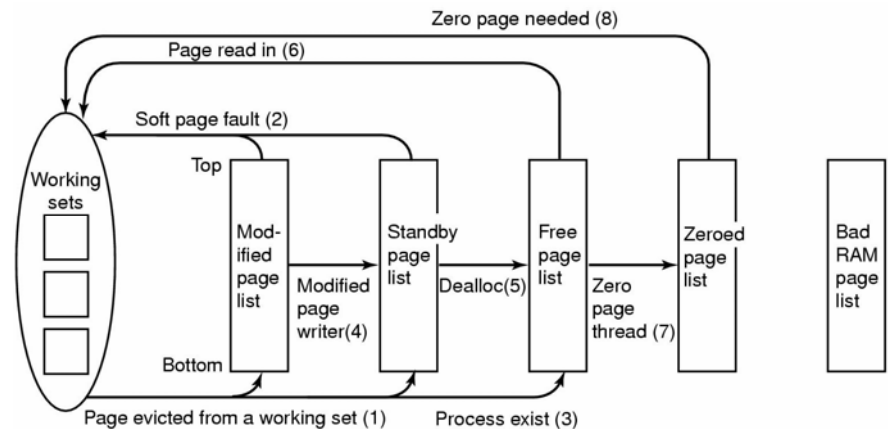 Zero page needed (8)
Page read in (6)
Soft page fault (2)
Top
Working
sets
Mod-
ified
page
list
Standby
page
list
Free
page
list
Zeroed
page
list
Bad
RAM
page
list
Modified
page
writer(4)
Dealloc(5)
Zero
page
thread (7)
Bottom
Page evicted from a working set (1)
Process exist (3)